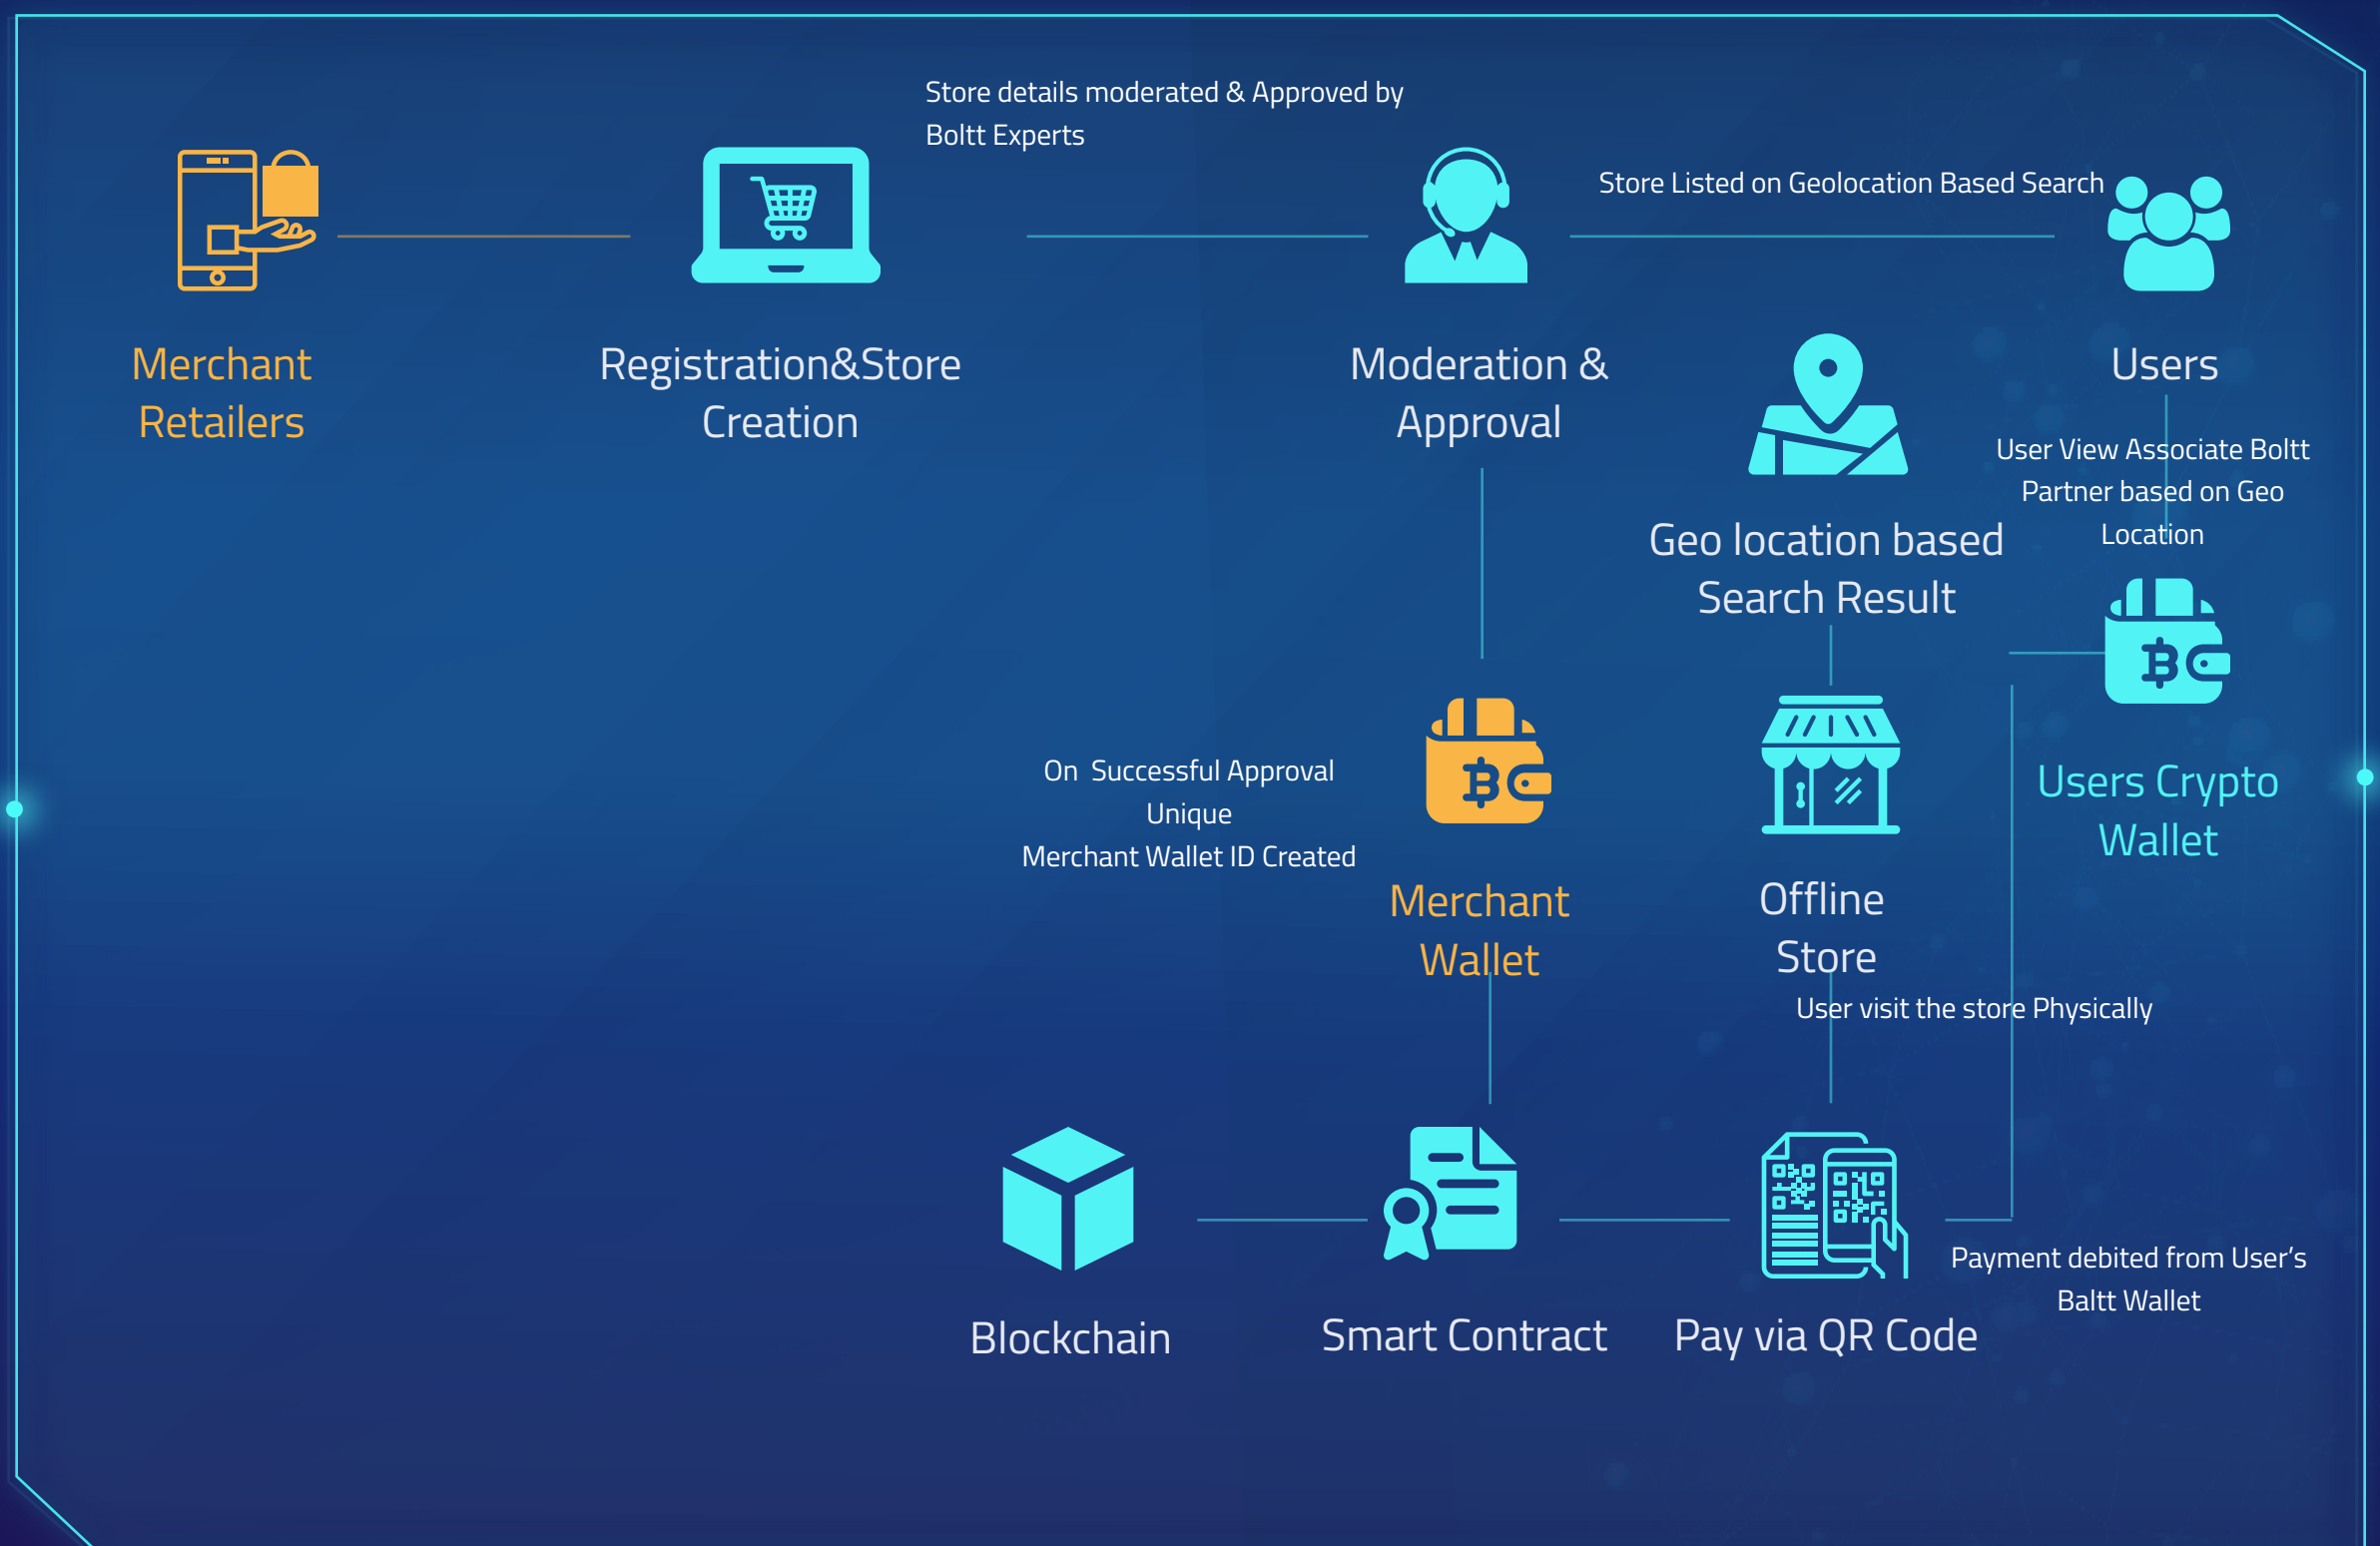 Store details moderated & Approved by
Boltt Experts
Store Listed on Geolocation Based Search
Merchant
Retailers
Registration&Store
Creation
Moderation &
Approval
Users
User View Associate Boltt
Partner based on Geo
Location
Geo location based
Search Result
On  Successful Approval
Unique
Merchant Wallet ID Created
Merchant
Wallet
Offline
Store
Users Crypto
Wallet
User visit the store Physically
Payment debited from User’s
Baltt Wallet
Blockchain
Smart Contract
Pay via QR Code